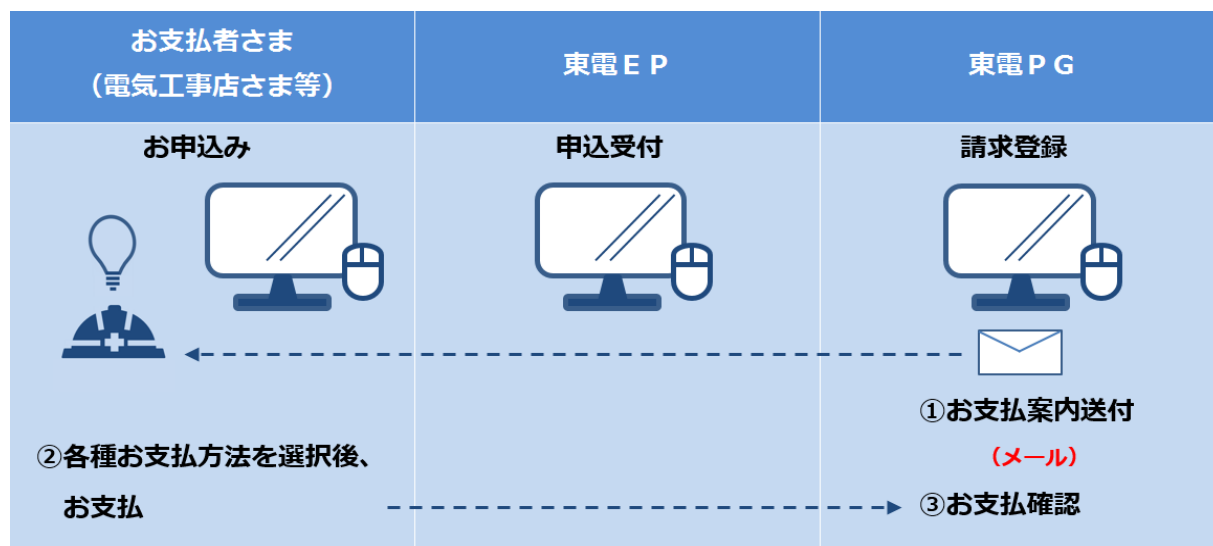 お支払者さま
（電気工事店さま等）
東電ＥＰ
東電ＰＧ
お申込み
申込受付
請求登録
①お支払案内送付
（メール）
②各種お支払方法を選択後、
お支払
③お支払確認